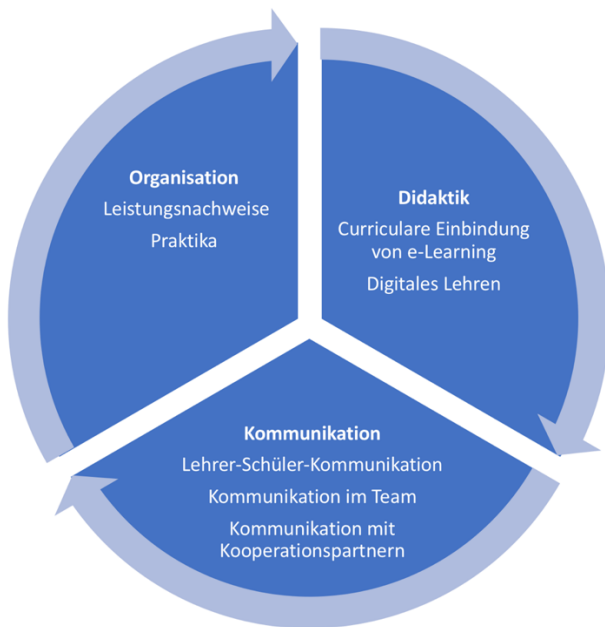 Organisation
Leistungsnachweise
Praktika
Didaktik
Curriculare Einbindung
von e-Learning
Digitales Lehren
Kommunikation
Lehrer-Schüler-Kommunikation
Kommunikation im Team
Kommunikation mit
Kooperationspartnern